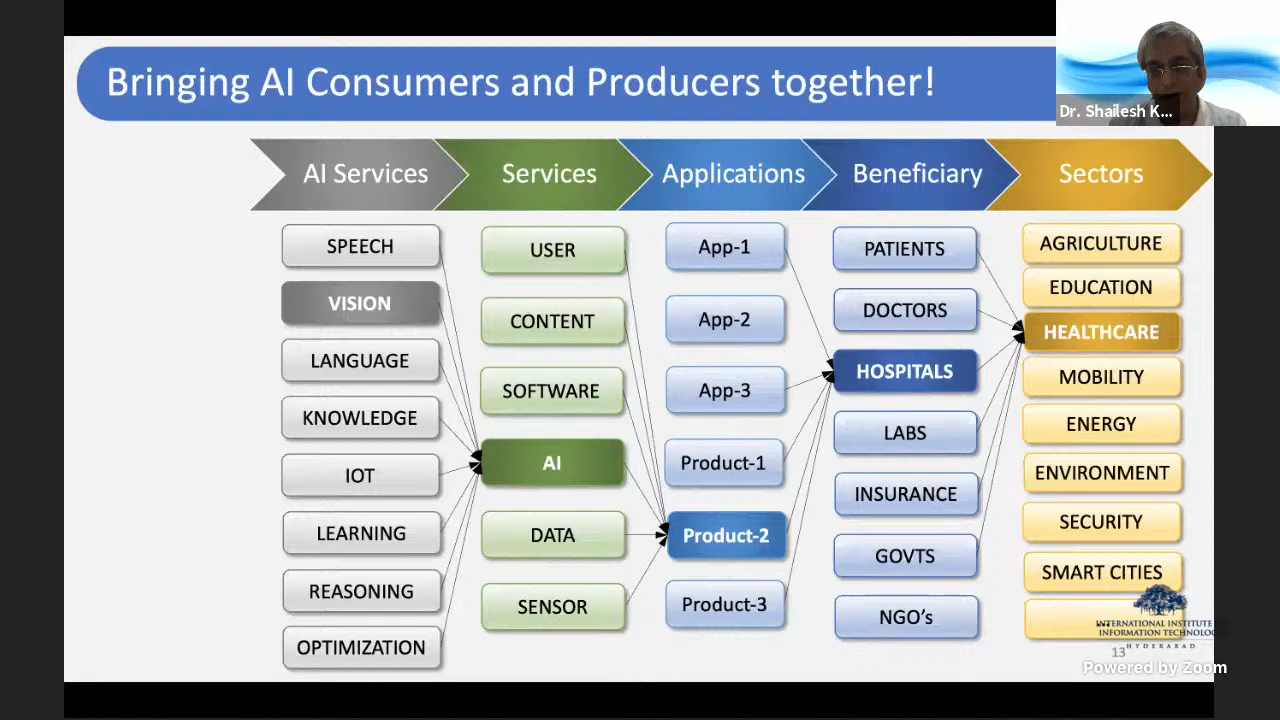 Bringing AI Consumers and Producers together!
Dr. Shailesh K...
AI Services
Services
Applications
Beneficiary
Sectors
SPEECH
VISION
LANGUAGE
KNOWLEDGE
IOT
LEARNING
REASONING
OPTIMIZATION
USER
CONTENT
SOFTWARE
AI
DATA
SENSOR
App-1
App-2
App-3
Product-1
Product-2
Product-3
PATIENTS
DOCTORS
HOSPITALS
LABS
INSURANCE
GOVTS
NGO’s
AGRICULTURE
EDUCATION
HEALTHCARE
MOBILITY
ENERGY
ENVIRONMENT
SECURITY
SMART CITIES
...
INTERNATIONAL INSTITUTE
INFORMATION TECHNOLO
HYDERABAD
13
Powered by Zoom